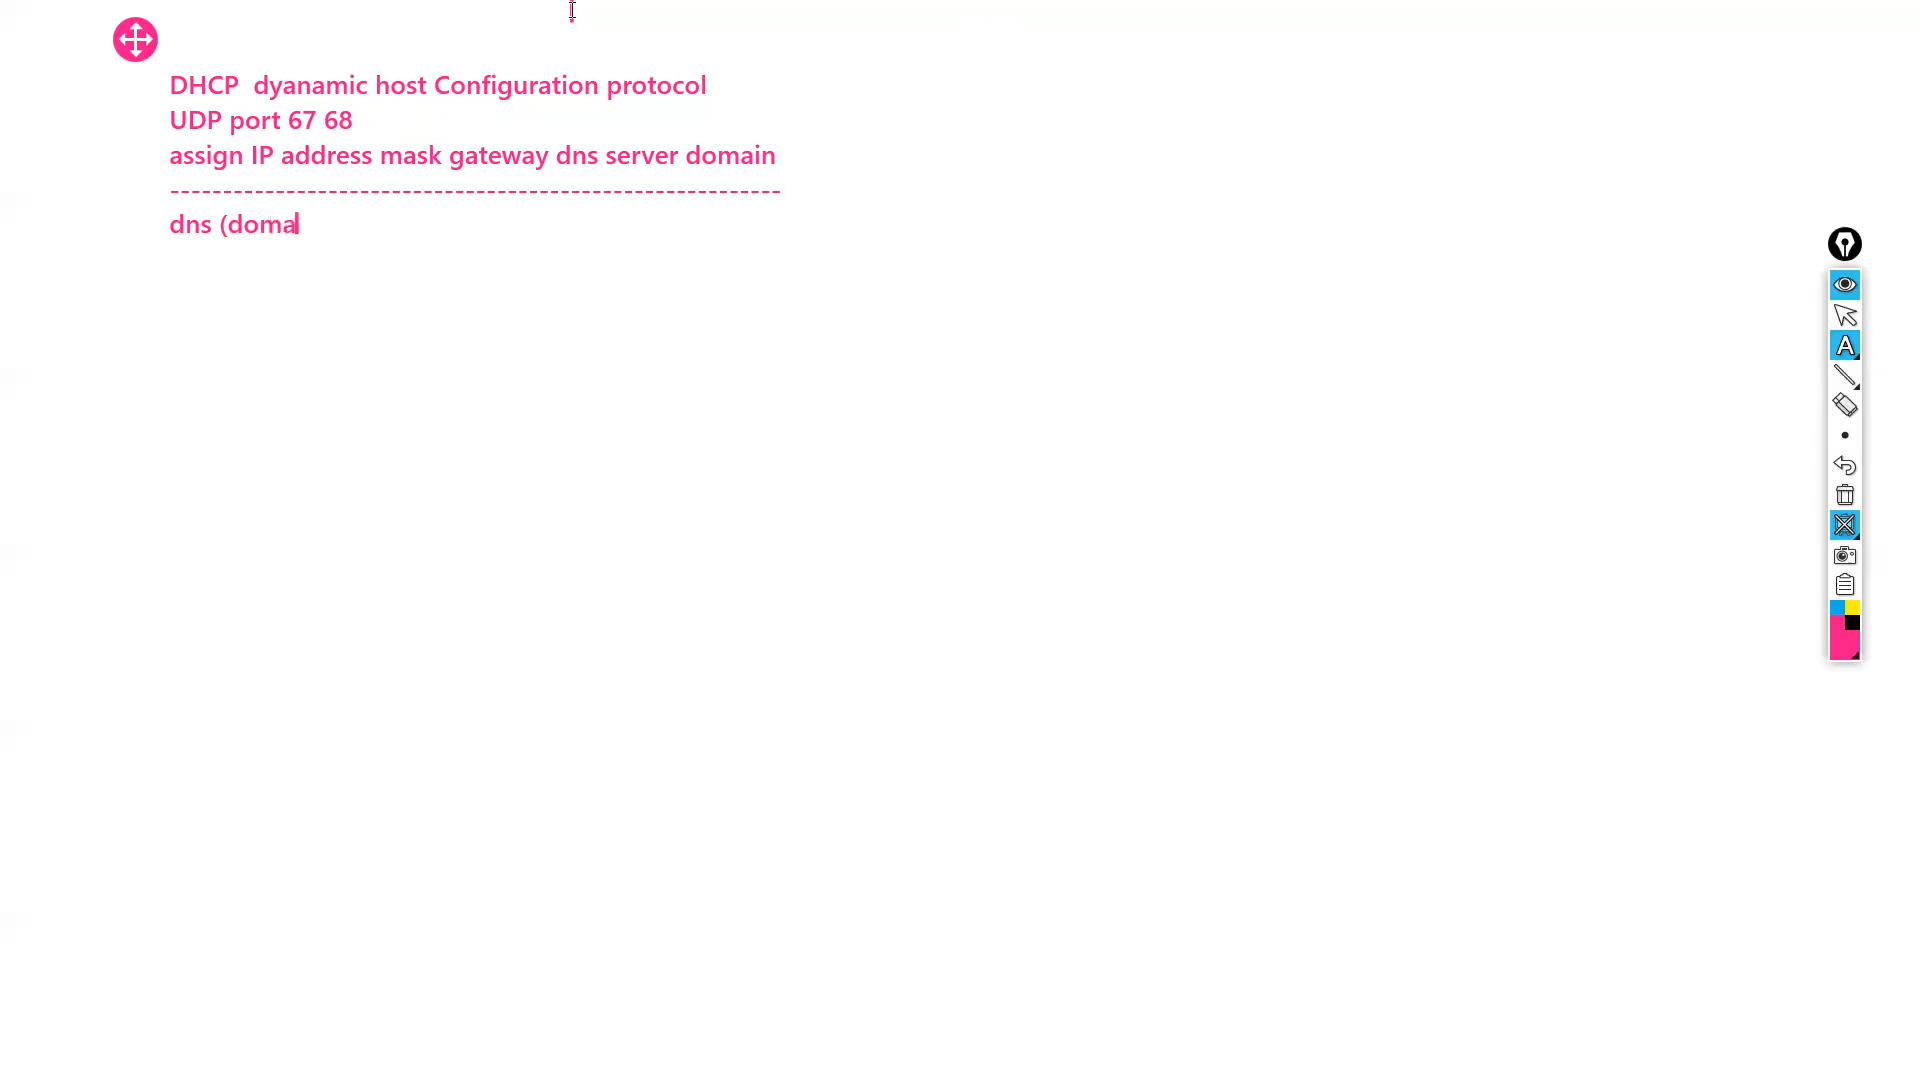 DHCP  dyanamic host Configuration protocol
UDP port 67 68
assign IP address mask gateway dns server domain
----------------------------------------------------------
dns (doma